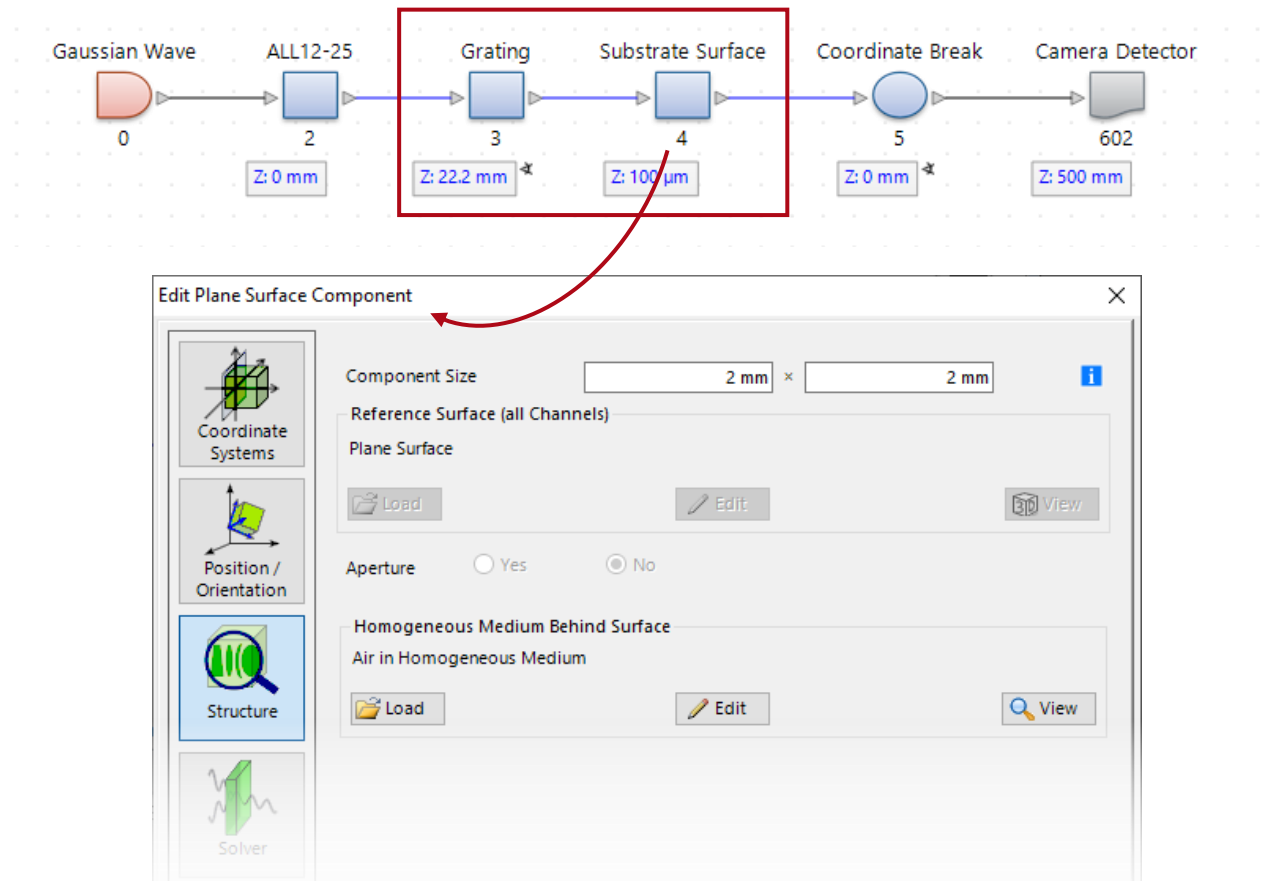 Gaussian Wave
ALL12-25
Grating
Substrate Surface
Coordinate Break
Camera Detector
0
2
3
4
5
602
Z: 0 mm
Z: 22.2 mm
Z: 100 µm
Z: 0 mm
Z: 500 mm
Edit Plane Surface Component
Coordinate
Systems
Position /
Orientation
Structure
Solver
Component Size
2 mm × 2 mm
Reference Surface (all Channels)
Plane Surface
Load
Edit
3D View
Aperture
Yes
No
Homogeneous Medium Behind Surface
Air in Homogeneous Medium
Load
Edit
View